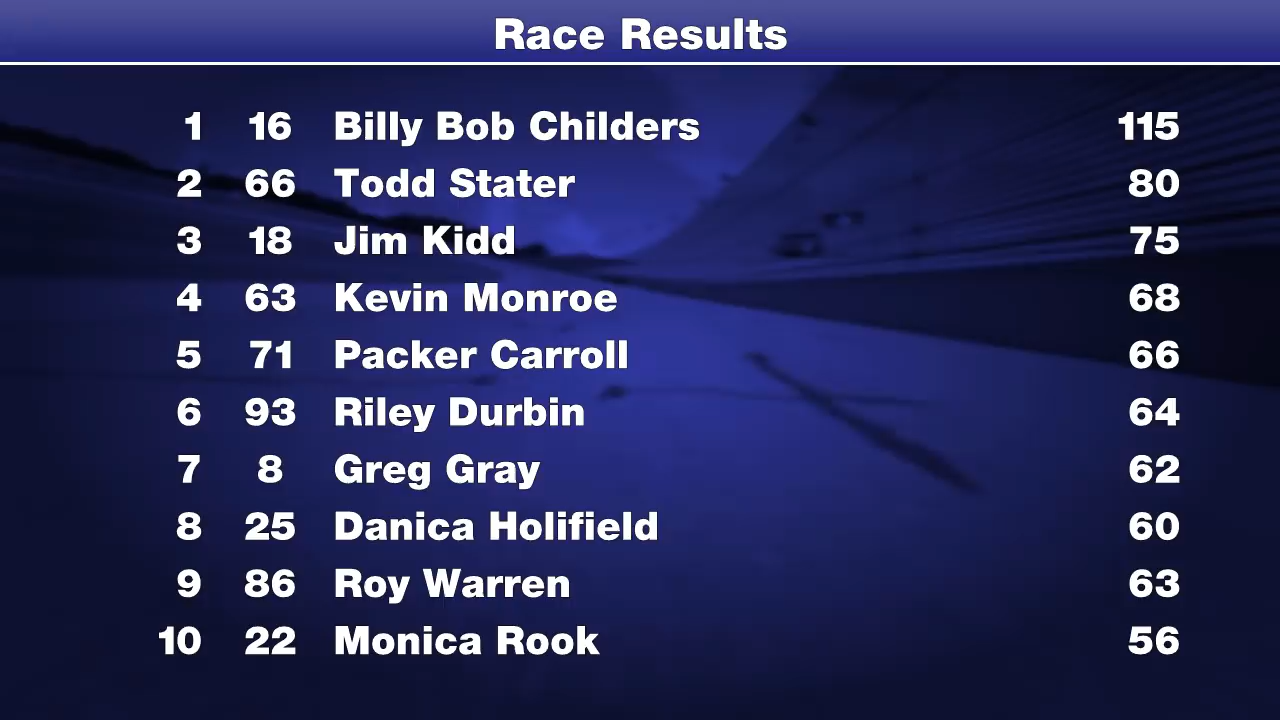 Race Results
1 16 Billy Bob Childers 115
2 66 Todd Stater 80
3 18 Jim Kidd 75
4 63 Kevin Monroe 68
5 71 Packer Carroll 66
6 93 Riley Durbin 64
7 8 Greg Gray 62
8 25 Danica Holifield 60
9 86 Roy Warren 63
10 22 Monica Rook 56